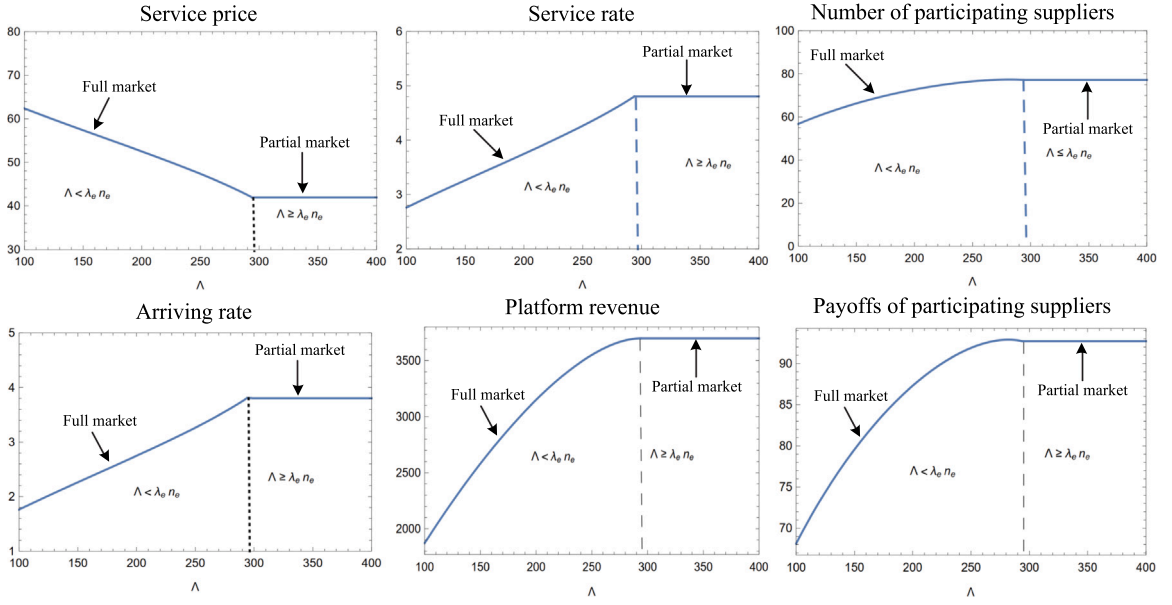 Service price
80
70
60
50
40
30
Full market
Partial market
Λ < λe ne
Λ ≥ λe ne
100 150 200 250 300 350 400
Λ
Service rate
6
5
4
3
2
Partial market
Full market
Λ ≥ λe ne
Λ < λe ne
100 150 200 250 300 350 400
Λ
Number of participating suppliers
100
80
60
40
20
0
Full market
Partial market
Λ ≤ λe ne
Λ < λe ne
100 150 200 250 300 350 400
Λ
Arriving rate
5
4
3
2
1
Partial market
Full market
Λ ≥ λe ne
Λ < λe ne
100 150 200 250 300 350 400
Λ
Platform revenue
3500
3000
2500
2000
Full market
Partial market
Λ < λe ne
Λ ≥ λe ne
100 150 200 250 300 350 400
Λ
Payoffs of participating suppliers
90
85
80
75
70
Full market
Partial market
Λ ≥ λe ne
Λ < λe ne
100 150 200 250 300 350 400
Λ